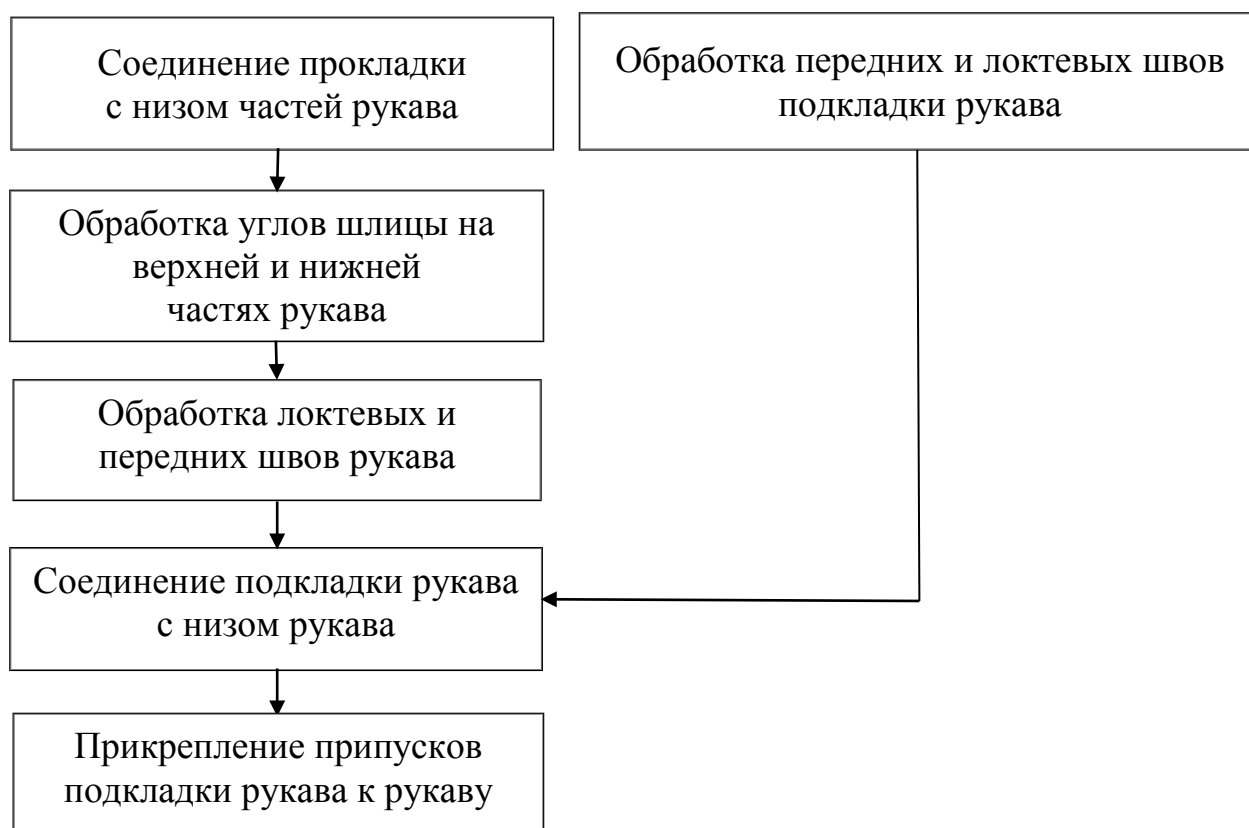 Соединение прокладки
с низом частей рукава
Обработка передних и локтевых швов
подкладки рукава
Обработка углов шлицы на
верхней и нижней
частях рукава
Обработка локтевых и
передних швов рукава
Соединение подкладки рукава
с низом рукава
Прикрепление припусков
подкладки рукава к рукаву